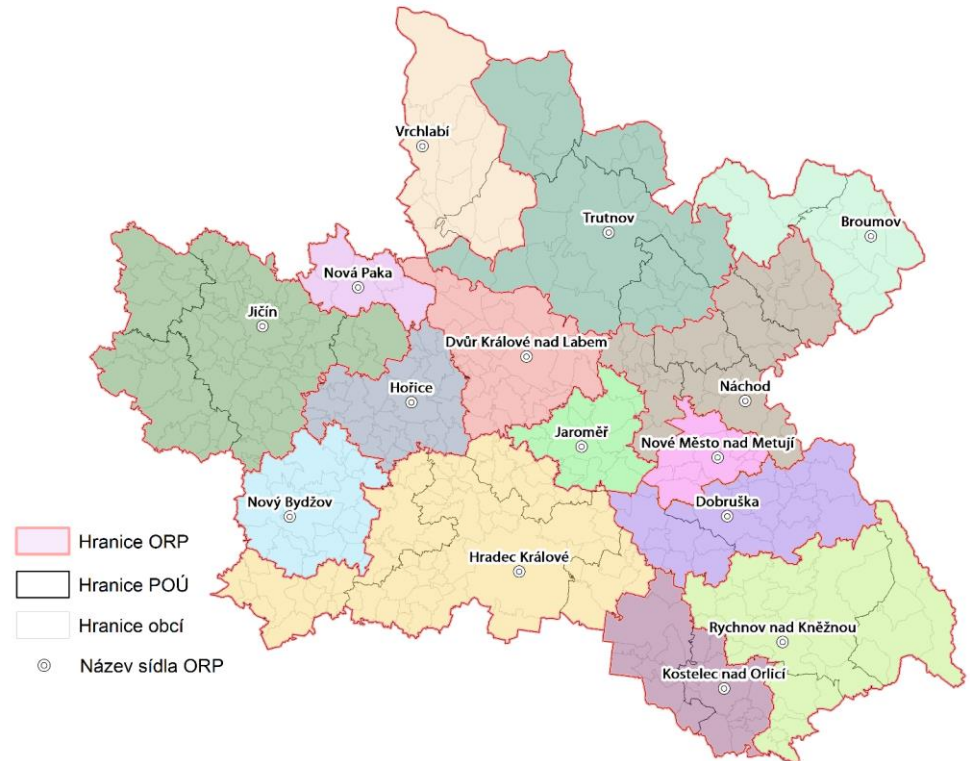 Vrchlabí
Trutnov
Broumov
Nová Paka
Jičín
Dvůr Králové nad Labem
Hořice
Náchod
Jaroměř
Nové Město nad Metují
Nový Bydžov
Dobruška
Hradec Králové
Rychnov nad Kněžnou
Kostelec nad Orlicí
Hranice ORP
Hranice POÚ
Hranice obcí
Název sídla ORP